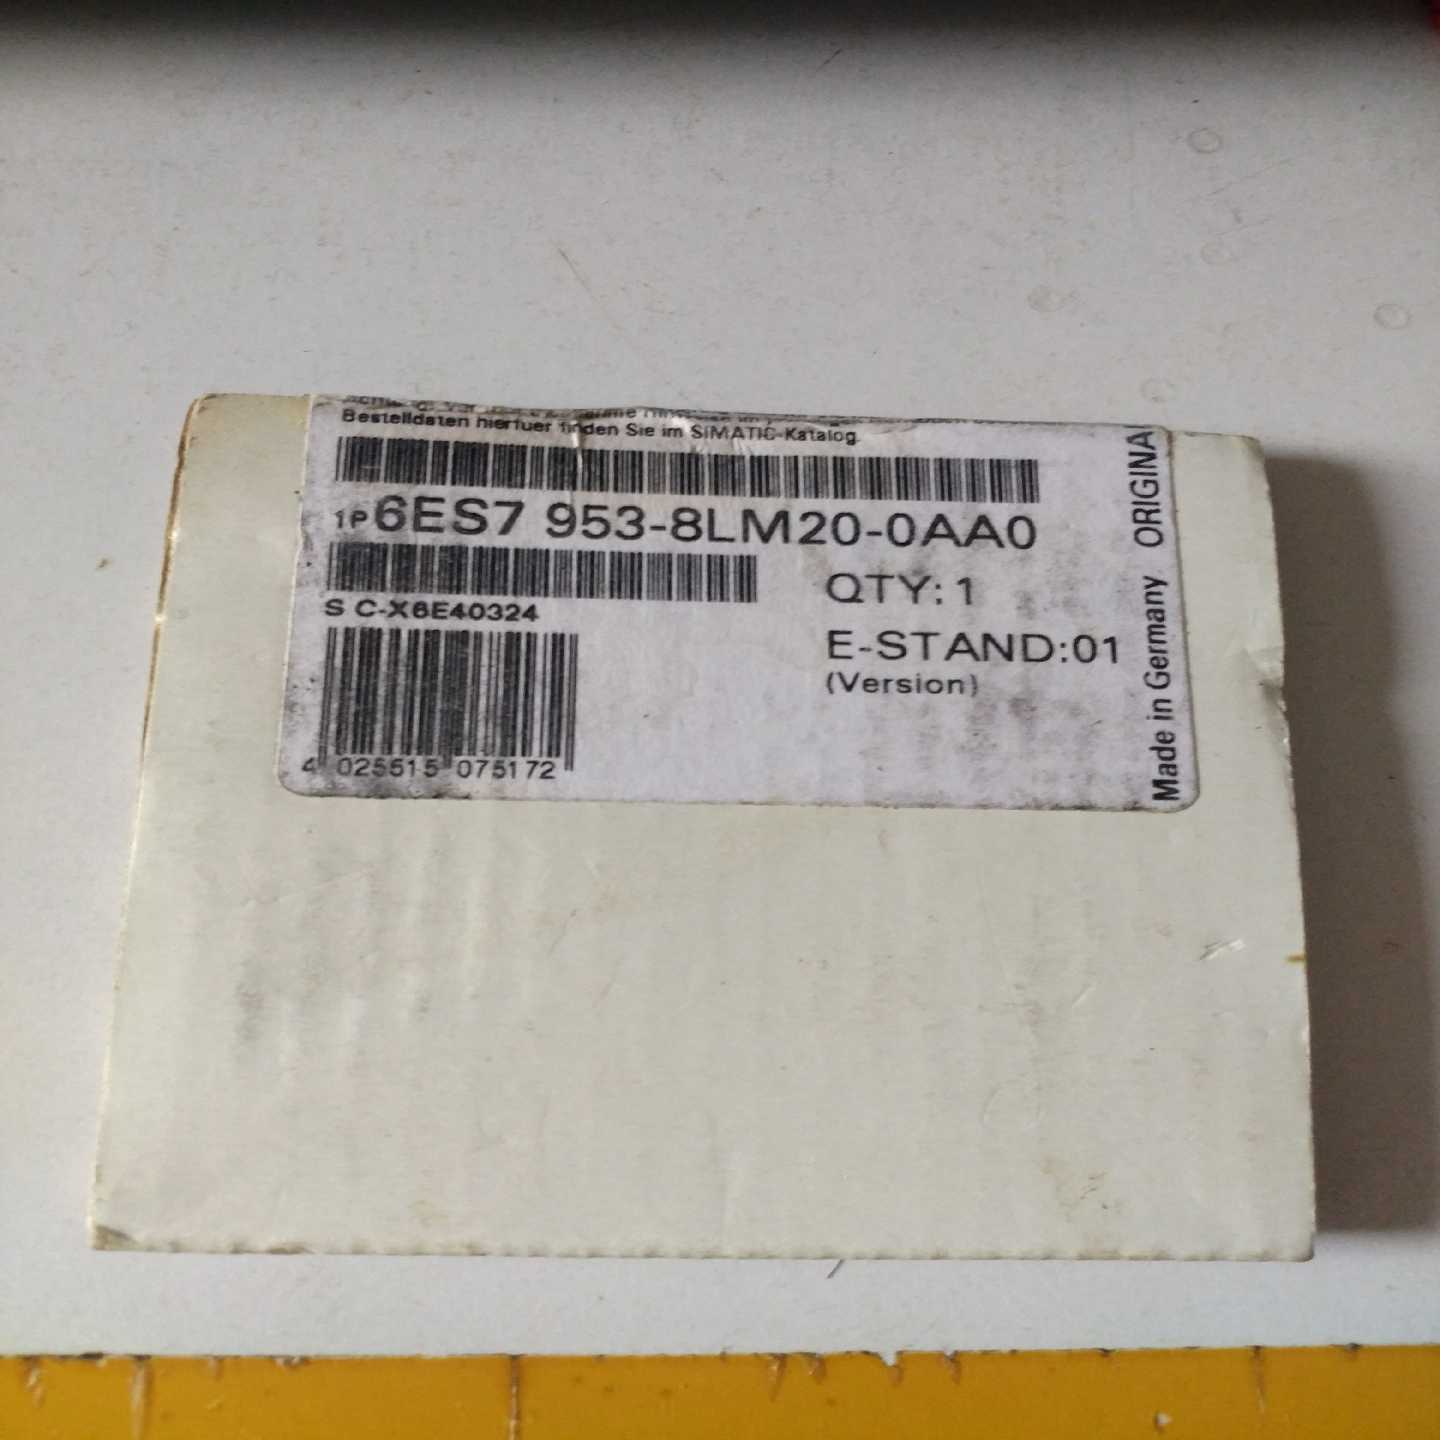 Bestelldaten hierfuer finden Sie im SIMATIC-Katalog.
1P 6ES7 953-8LM20-0AA0
S C-X6E40324
QTY: 1
E-STAND:01
(Version)
4 025515 075172
Made in Germany ORIGINAL